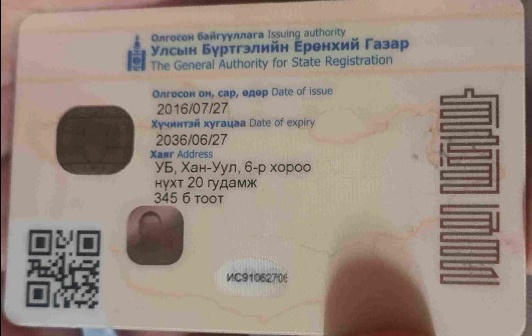 Олгосон байгууллага Issuing authority
Улсын Бүртгэлийн Ерөнхий Газар
The General Authority for State Registration
Олгосон он, сар, өдөр Date of issue
2016/07/27
Хүчинтэй хугацаа Date of expiry
2036/06/27
Хаяг Address
УБ, Хан-Уул, 6-р хороо
нүхт 20 гудамж
345 б тоот
ИС91062706